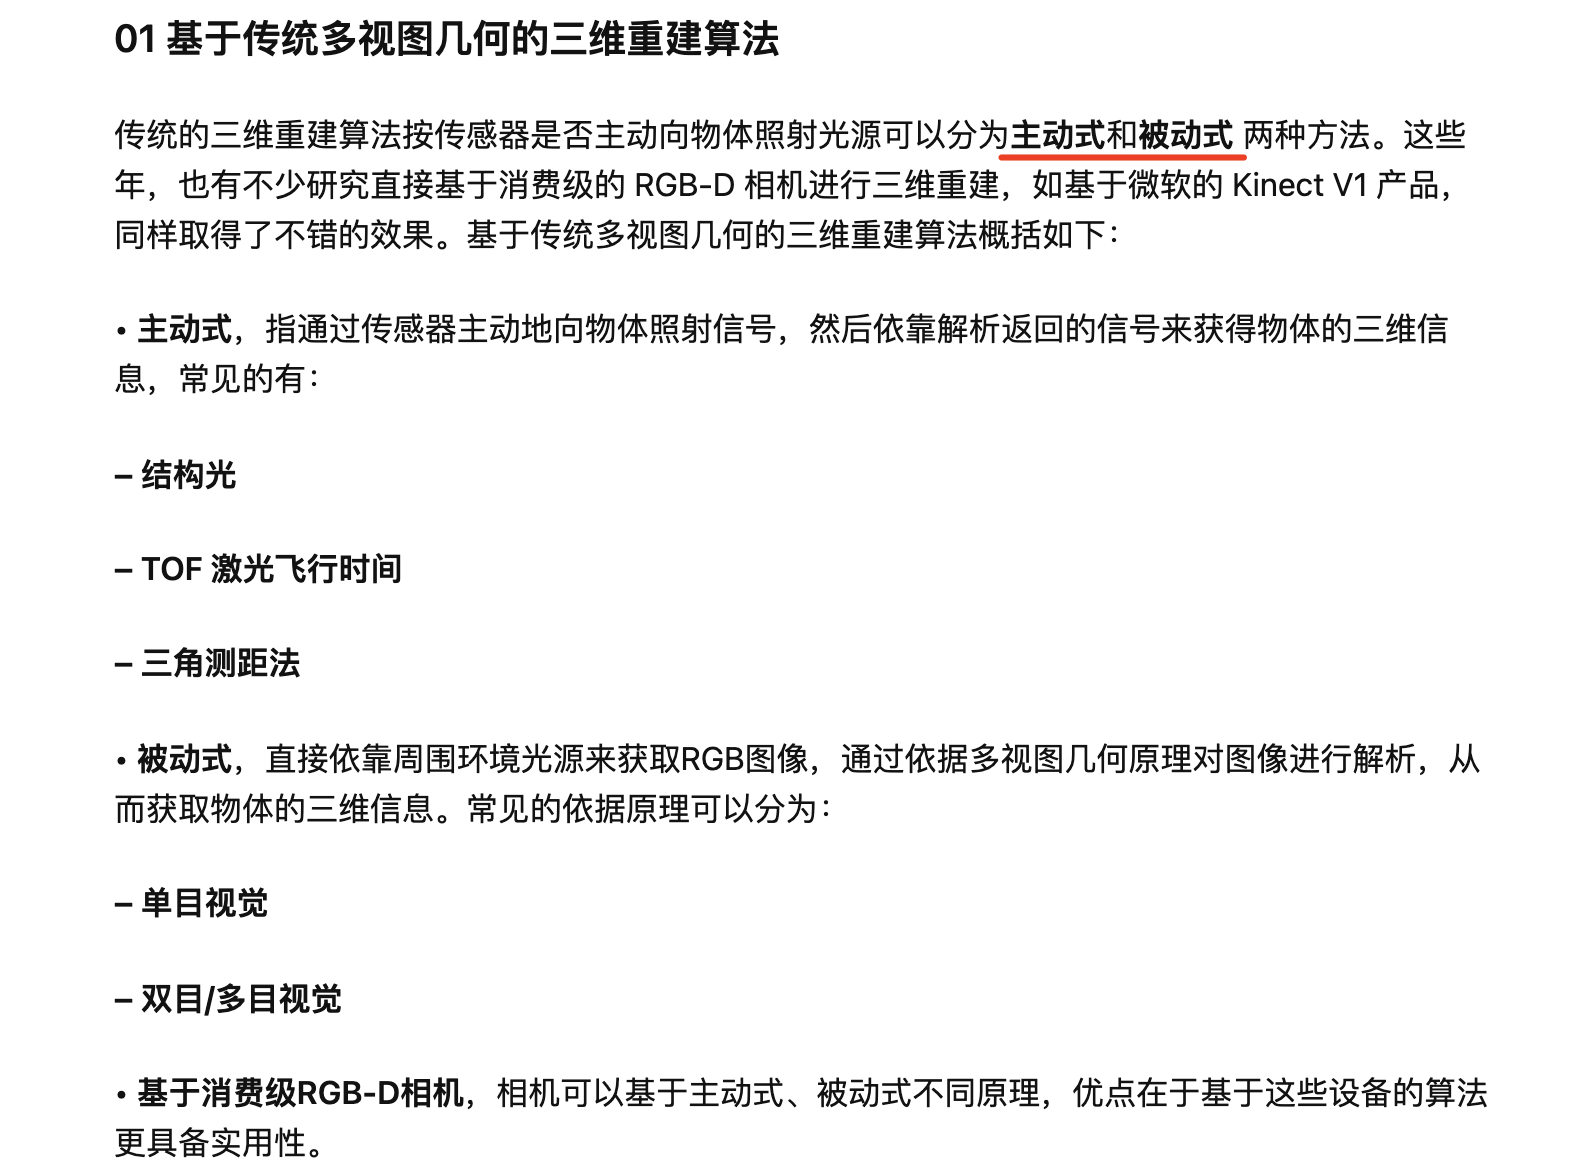 01 基于传统多视图几何的三维重建算法
传统的三维重建算法按传感器是否主动向物体照射光源可以分为主动式和被动式 两种方法。这些
年，也有不少研究直接基于消费级的 RGB-D 相机进行三维重建，如基于微软的 Kinect V1 产品，
同样取得了不错的效果。基于传统多视图几何的三维重建算法概括如下：
• 主动式，指通过传感器主动地向物体照射信号，然后依靠解析返回的信号来获得物体的三维信
息，常见的有：
– 结构光
– TOF 激光飞行时间
– 三角测距法
• 被动式，直接依靠周围环境光源来获取RGB图像，通过依据多视图几何原理对图像进行解析，从
而获取物体的三维信息。常见的依据原理可以分为：
– 单目视觉
– 双目/多目视觉
• 基于消费级RGB-D相机，相机可以基于主动式、被动式不同原理，优点在于基于这些设备的算法
更具备实用性。